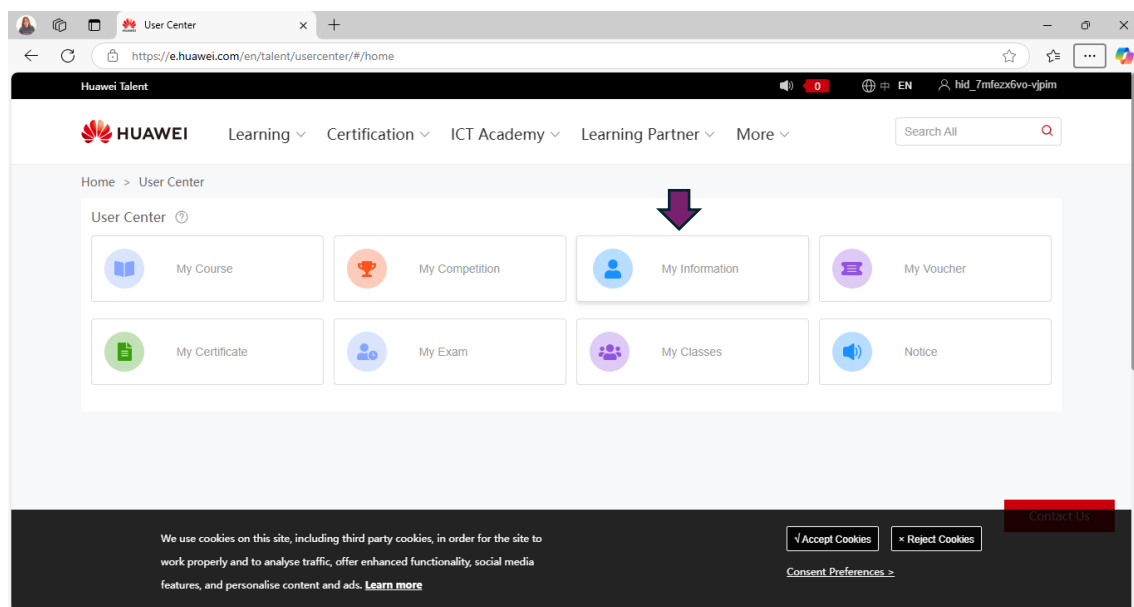 User Center
https://e.huawei.com/en/talent/usercenter/#/home
Huawei Talent
0
中 EN
hid_7mfezx6vo-vjpim
HUAWEI
Learning
Certification
ICT Academy
Learning Partner
More
Search All
Home > User Center
User Center
My Course
My Competition
My Information
My Voucher
My Certificate
My Exam
My Classes
Notice
Contact Us
We use cookies on this site, including third party cookies, in order for the site to
work properly and to analyse traffic, offer enhanced functionality, social media
features, and personalise content and ads. Learn more
√Accept Cookies
× Reject Cookies
Consent Preferences >